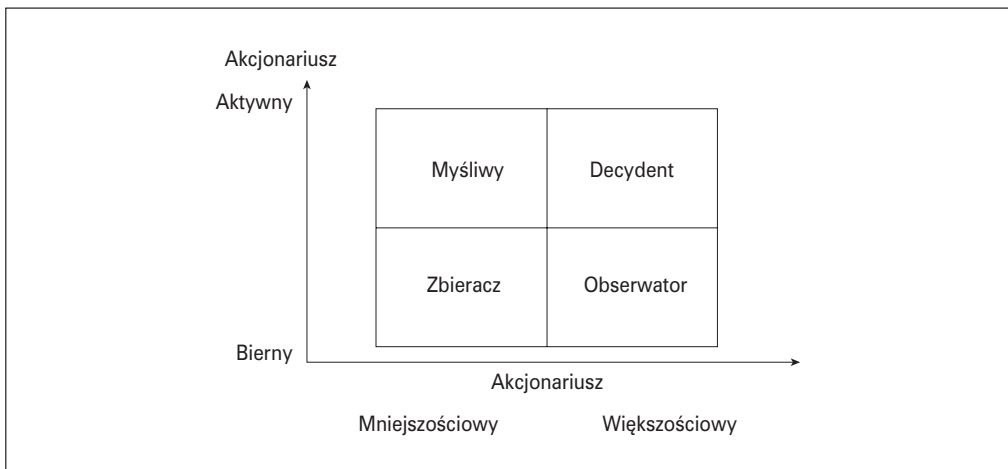 Akcjonariusz
Aktywny
Myśliwy Decydent
Zbieracz Obserwator
Bierny
Akcjonariusz
Mniejszościowy Większościowy